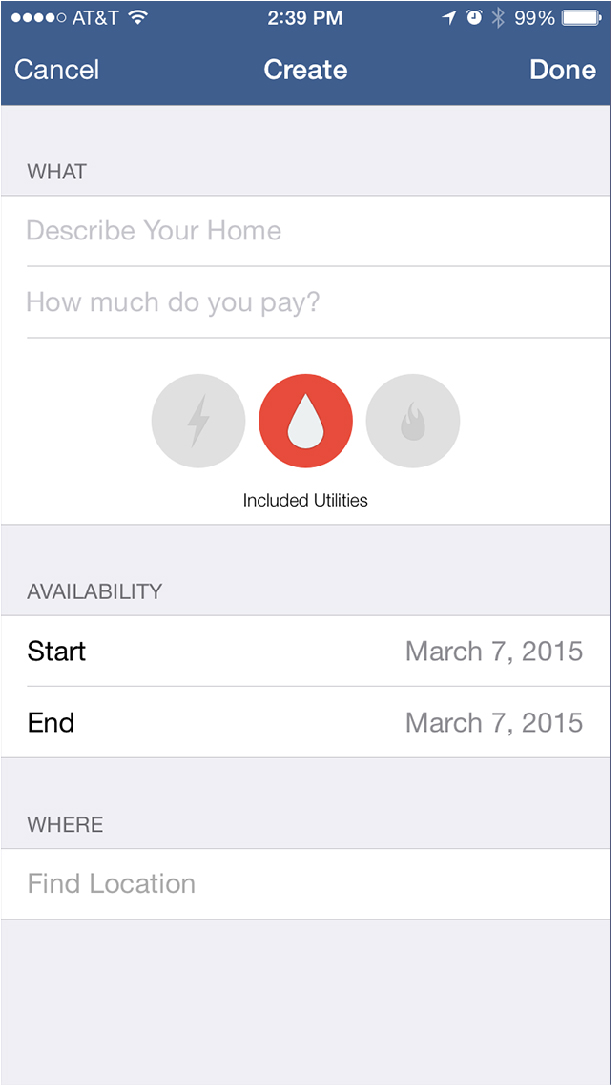 AT&T 2:39 PM 99%
Cancel Create Done
WHAT
Describe Your Home
How much do you pay?
Included Utilities
AVAILABILITY
Start March 7, 2015
End March 7, 2015
WHERE
Find Location